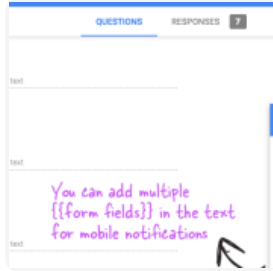 QUESTIONS RESPONSES 7
text
text
You can add multiple
{{form fields}} in the text
for mobile notifications
text